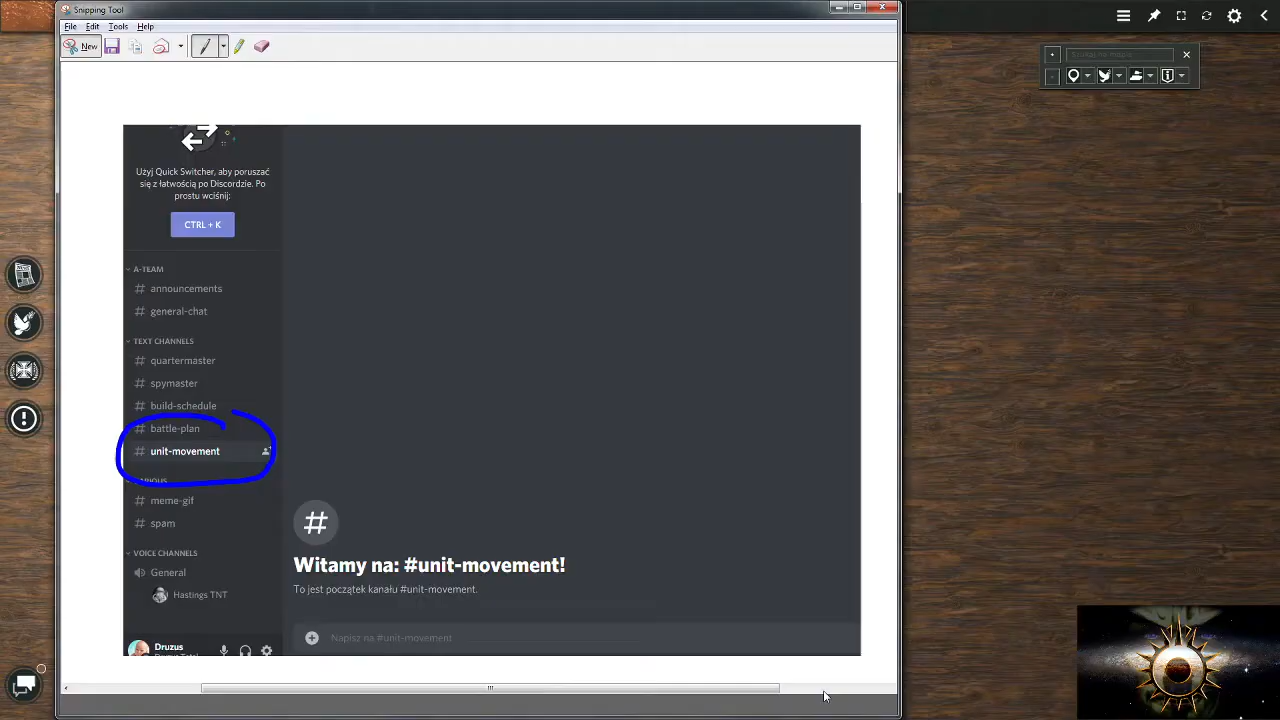 Snipping Tool
File Edit Tools Help
New
Użyj Quick Switcher, aby poruszać
się z łatwością po Discordzie. Po
prostu wciśnij:
CTRL + K
A-TEAM
# announcements
# general-chat
TEXT CHANNELS
# quartermaster
# spymaster
# build-schedule
# battle-plan
# unit-movement
# meme-gif
# spam
VOICE CHANNELS
General
Hastings TNT
Druzus
#
Witamy na: #unit-movement!
To jest początek kanału #unit-movement.
Napisz na #unit-movement